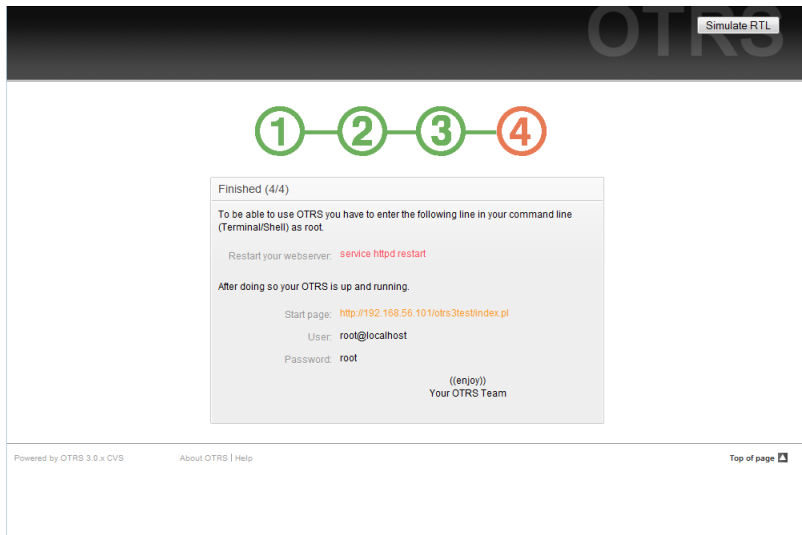 OTRS
Simulate RTL
1 2 3 4
Finished (4/4)
To be able to use OTRS you have to enter the following line in your command line
(Terminal/Shell) as root.
Restart your webserver: service httpd restart
After doing so your OTRS is up and running.
Start page: http://192.168.56.101/otrs3test/index.pl
User: root@localhost
Password: root
((enjoy))
Your OTRS Team
Powered by OTRS 3.0.x CVS About OTRS | Help Top of page